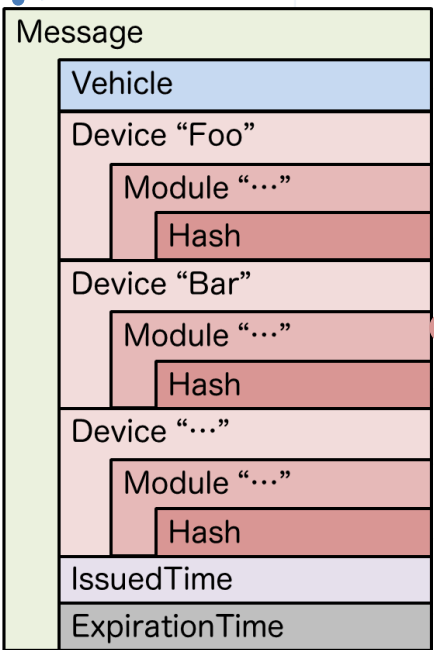 Message
Vehicle
Device “Foo”
Module “…”
Hash
Device “Bar”
Module “…”
Hash
Device “…”
Module “…”
Hash
IssuedTime
ExpirationTime